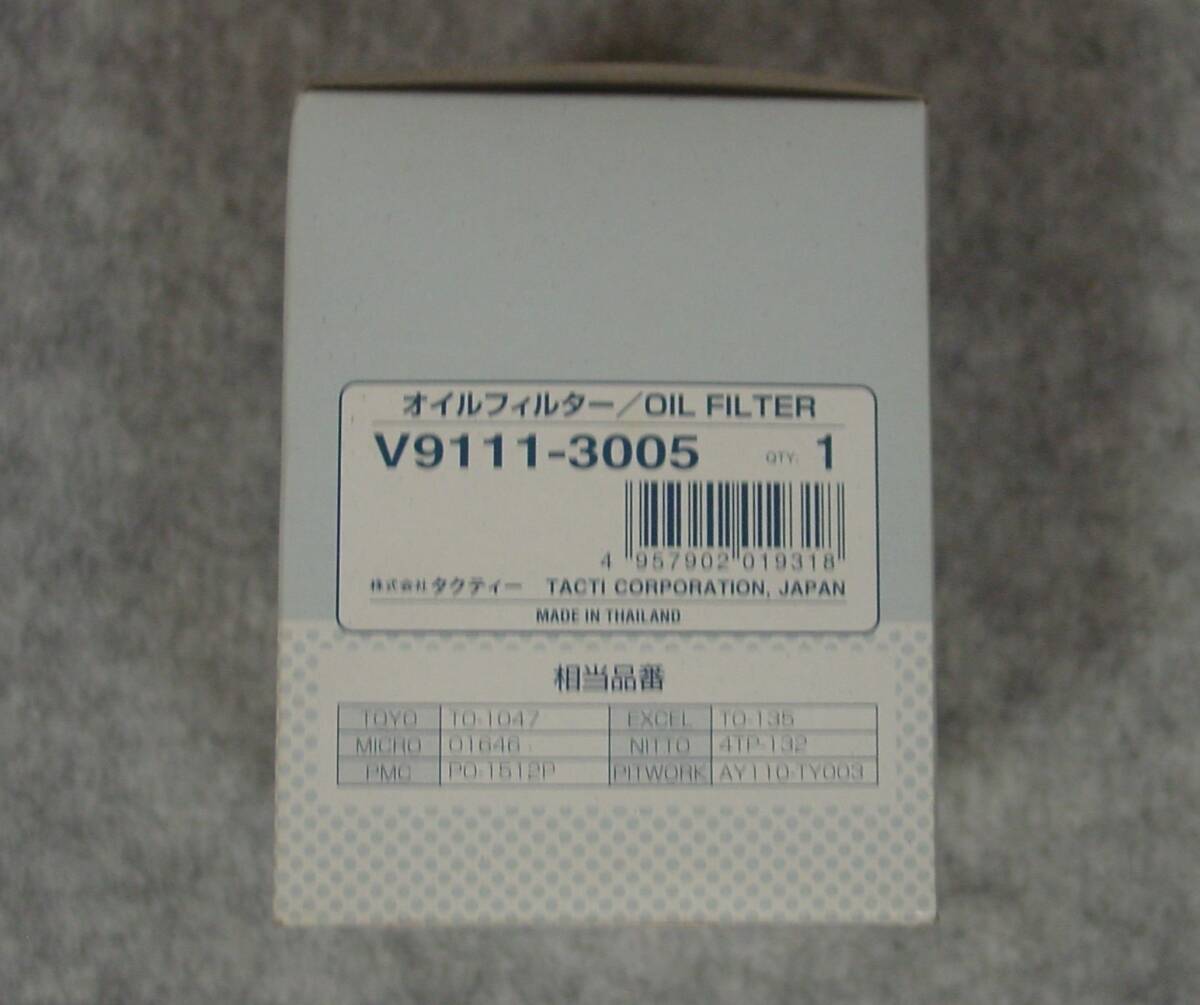 オイルフィルター/OIL FILTER
V9111-3005 QTY: 1
4 957902 019318
株式会社 タクティー TACTI CORPORATION, JAPAN
MADE IN THAILAND
相当品番
TOYO TO-1047 EXCEL TO-135
MICRO 01646 NITTO 4TP-132
PMC PO-1512P PITWORK AY110-TY003